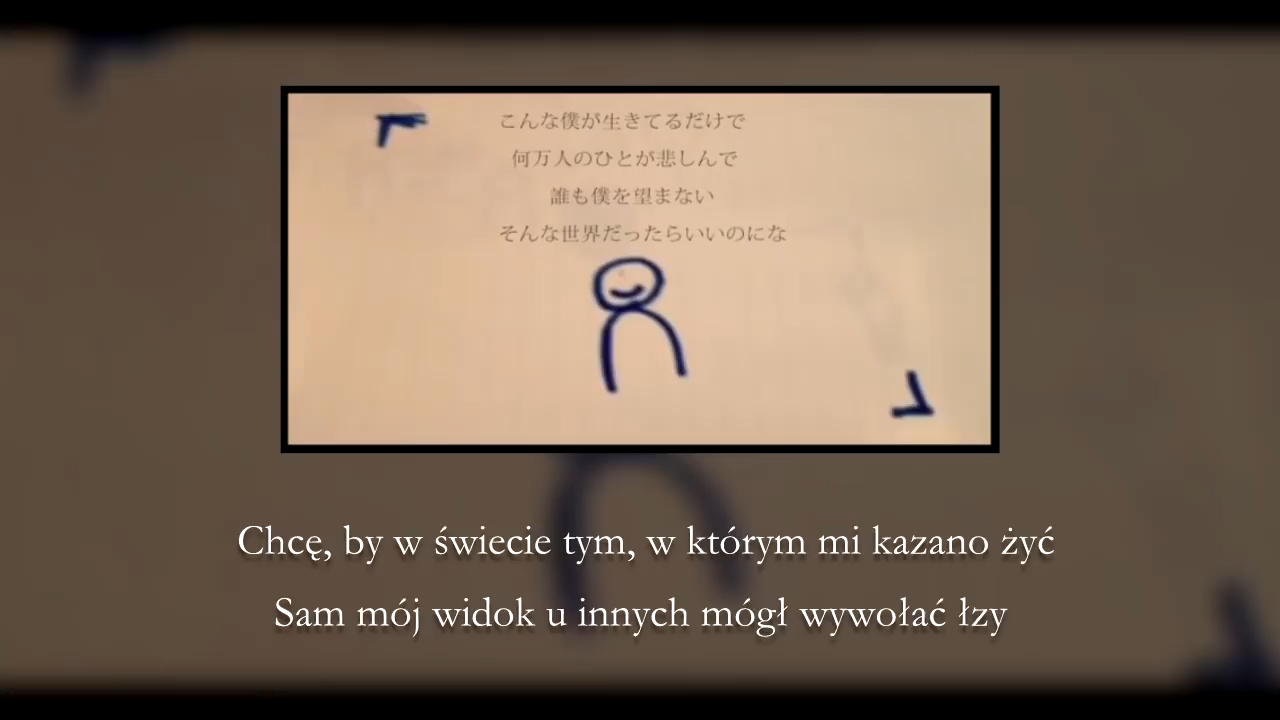 こんな僕が生きてるだけで
何万人のひとが悲しんで
誰も僕を望まない
そんな世界だったらいいのにな
Chcę, by w świecie tym, w którym mi kazano żyć
Sam mój widok u innych mógł wywołać łzy